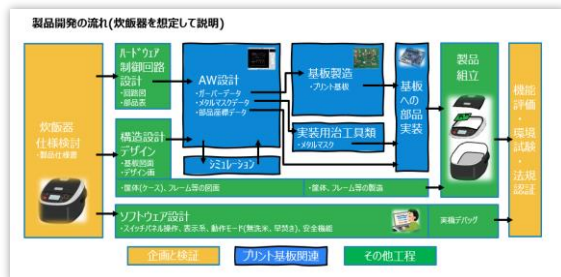 製品開発の流れ(炊飯器を想定して説明)
炊飯器
仕様検討
・製品仕様書
ハードウェア
制御回路
設計
・回路図
・部品表
構造設計
デザイン
・基板図面
・デザイン画
AW設計
・ガーバーデータ
・メタルマスクデータ
・部品座標データ
シミュレーション
基板製造
・プリント基板
実装用治工具類
・メタルマスク
基板
への
部品
実装
製品
組立
機能
評価・環境
試験・法規
認証
・筐体(ケース)、フレーム等の図面
・筐体、フレーム等の製造
ソフトウェア設計
・スイッチパネル操作、表示系、動作モード(無洗米、早焚き)、安全機能
実機デバッグ
企画と検証
プリント基板関連
その他工程